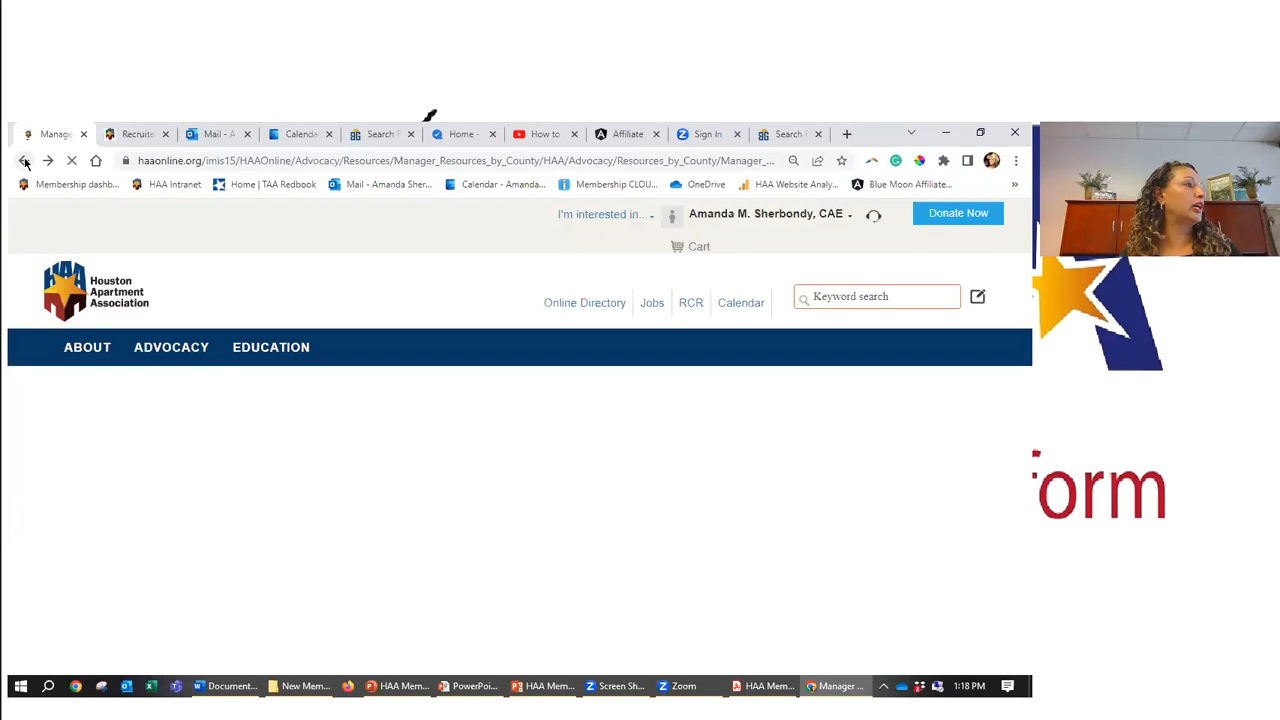 Manage
Recruite
Mail - A
Calenda
Search F
Home -
How to
Affiliate
Sign In
Search F
haaonline.org/imis15/HAAOnline/Advocacy/Resources/Manager_Resources_by_County/HAA/Advocacy/Resources_by_County/Manager_...
Membership dashb...
HAA Intranet
Home | TAA Redbook
Mail - Amanda Sher...
Calendar - Amanda...
Membership CLOU...
OneDrive
HAA Website Analy...
Blue Moon Affiliate...
»
I'm interested in...
Amanda M. Sherbondy, CAE
Donate Now
Cart
HAA
Houston
Apartment
Association
Online Directory
Jobs
RCR
Calendar
Keyword search
ABOUT
ADVOCACY
EDUCATION
form
Document...
New Mem...
HAA Mem...
PowerPoi...
HAA Mem...
Screen Sh...
Zoom
HAA Mem...
Manager ...
1:18 PM